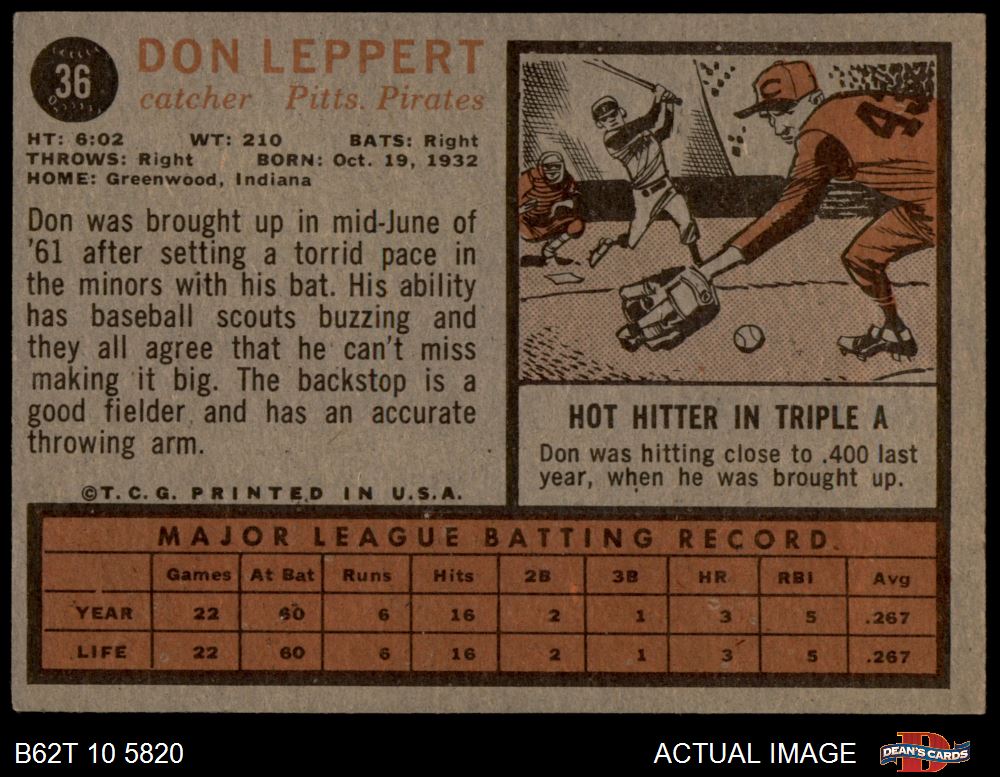 36
DON LEPPERT
catcher Pitts. Pirates
HT: 6:02 WT: 210 BATS: Right
THROWS: Right BORN: Oct. 19, 1932
HOME: Greenwood, Indiana
Don was brought up in mid-June of
'61 after setting a torrid pace in
the minors with his bat. His ability
has baseball scouts buzzing and
they all agree that he can't miss
making it big. The backstop is a
good fielder and has an accurate
throwing arm.
©T.C.G. PRINTED IN U.S.A.
C
HOT HITTER IN TRIPLE A
Don was hitting close to .400 last
year, when he was brought up.
MAJOR LEAGUE BATTING RECORD
Games At Bat Runs Hits 2B 3B HR RBI Avg
YEAR 22 60 6 16 2 1 3 5 .267
LIFE 22 60 6 16 2 1 3 5 .267
B62T 10 5820 ACTUAL IMAGE DEAN'S CARDS